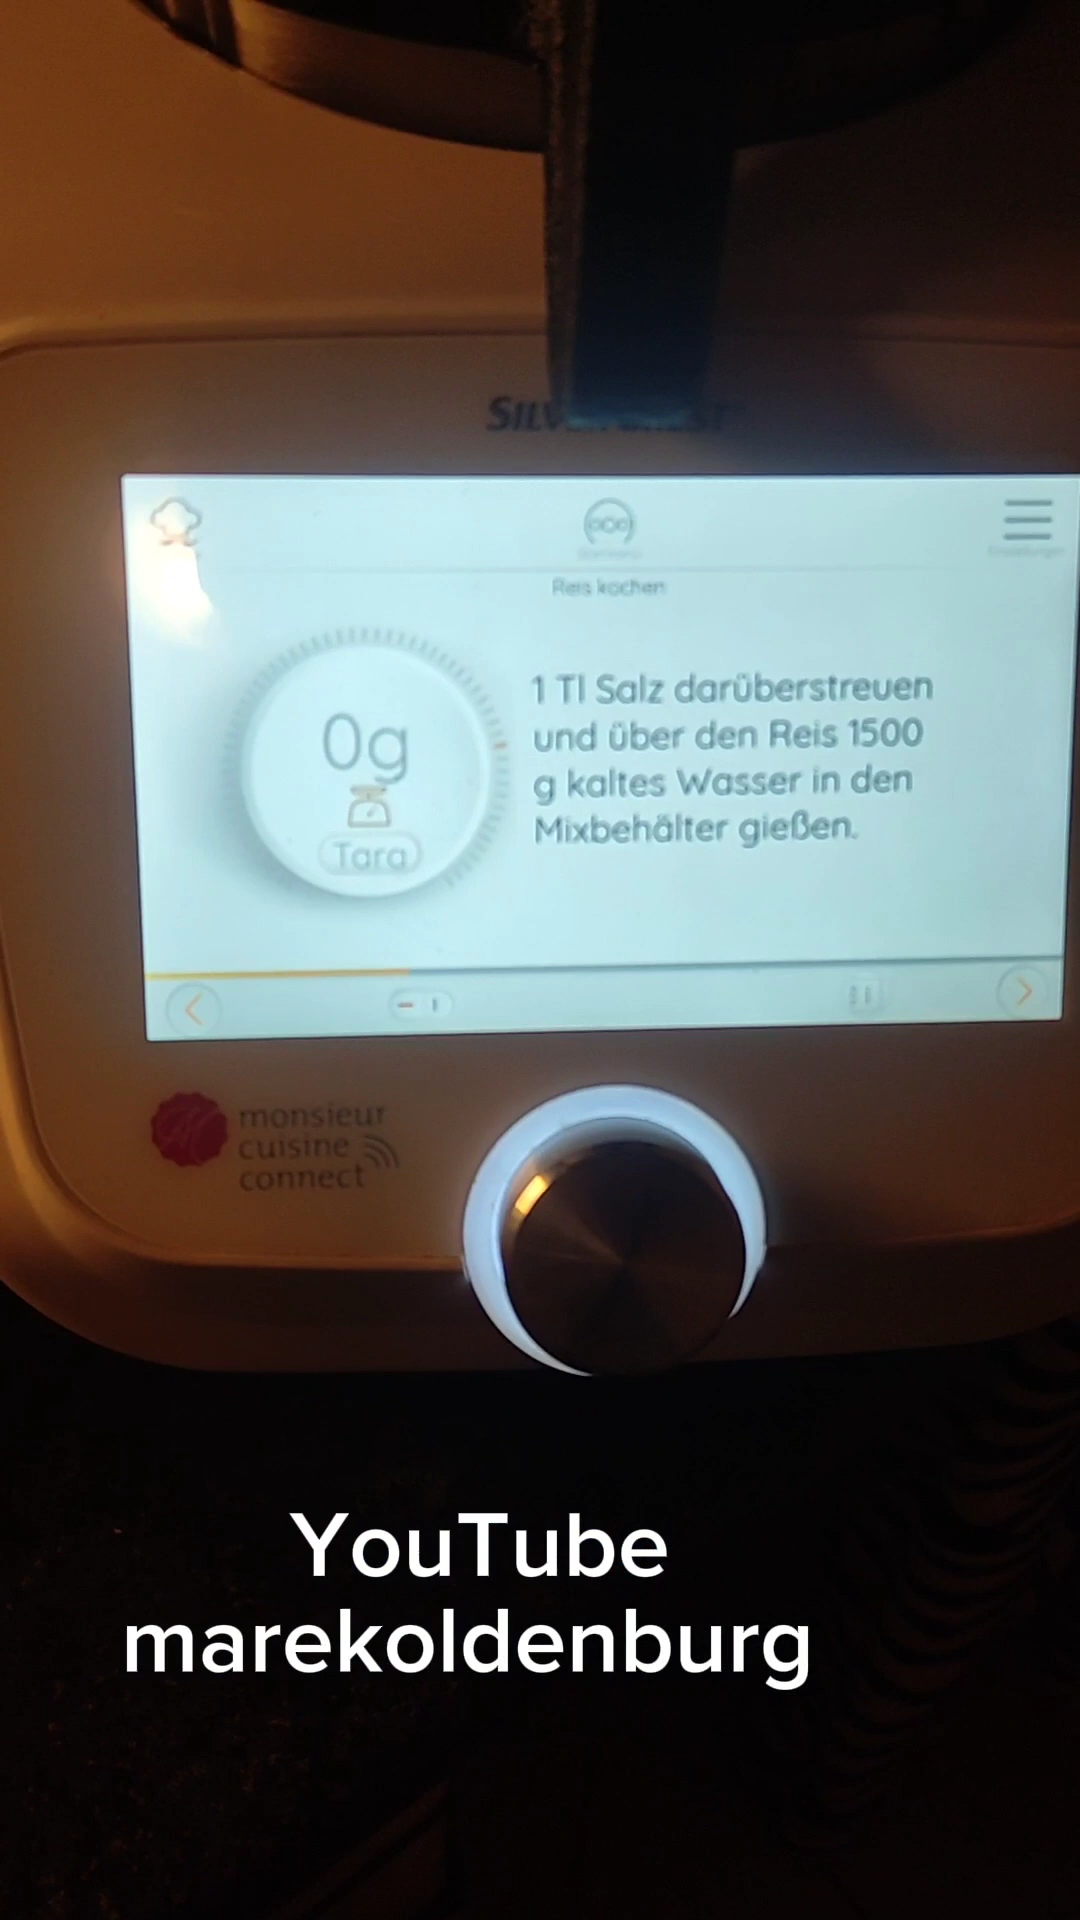 Reis kochen
0g
Tara
1 Tl Salz darüberstreuen
und über den Reis 1500
g kaltes Wasser in den
Mixbehälter gießen.
monsieur
cuisine
connect
YouTube
marekoldenburg